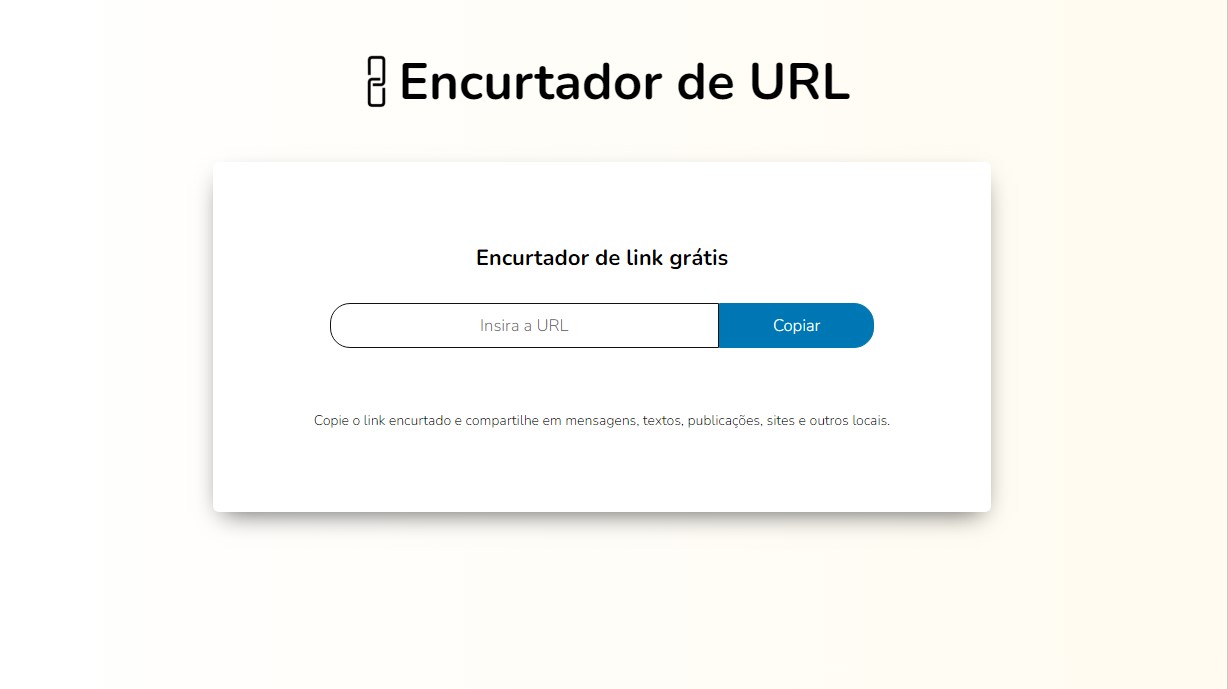 Encurtador de URL
Encurtador de link grátis
Insira a URL
Copiar
Copie o link encurtado e compartilhe em mensagens, textos, publicações, sites e outros locais.